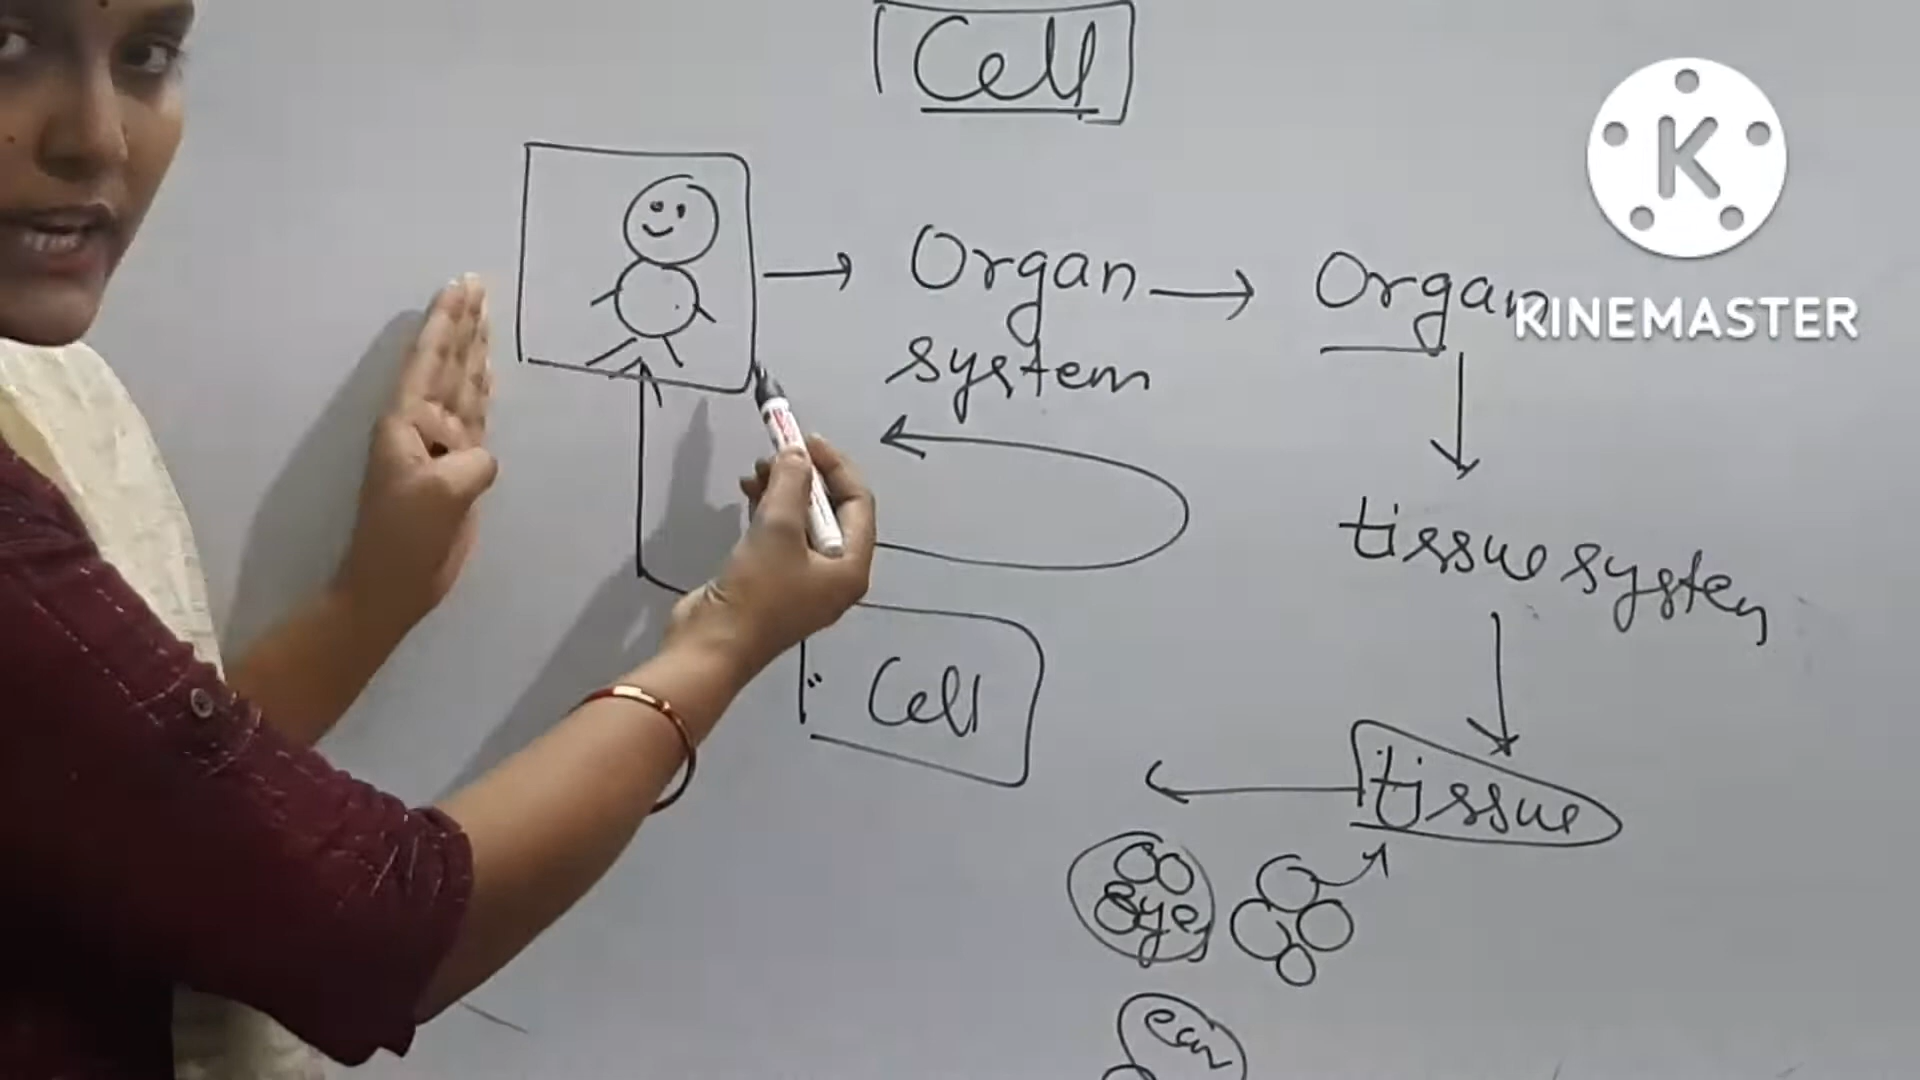 Cell
Organ
system
Organ
K
KINEMASTER
tissue system
Cell
tissue
eye
ear